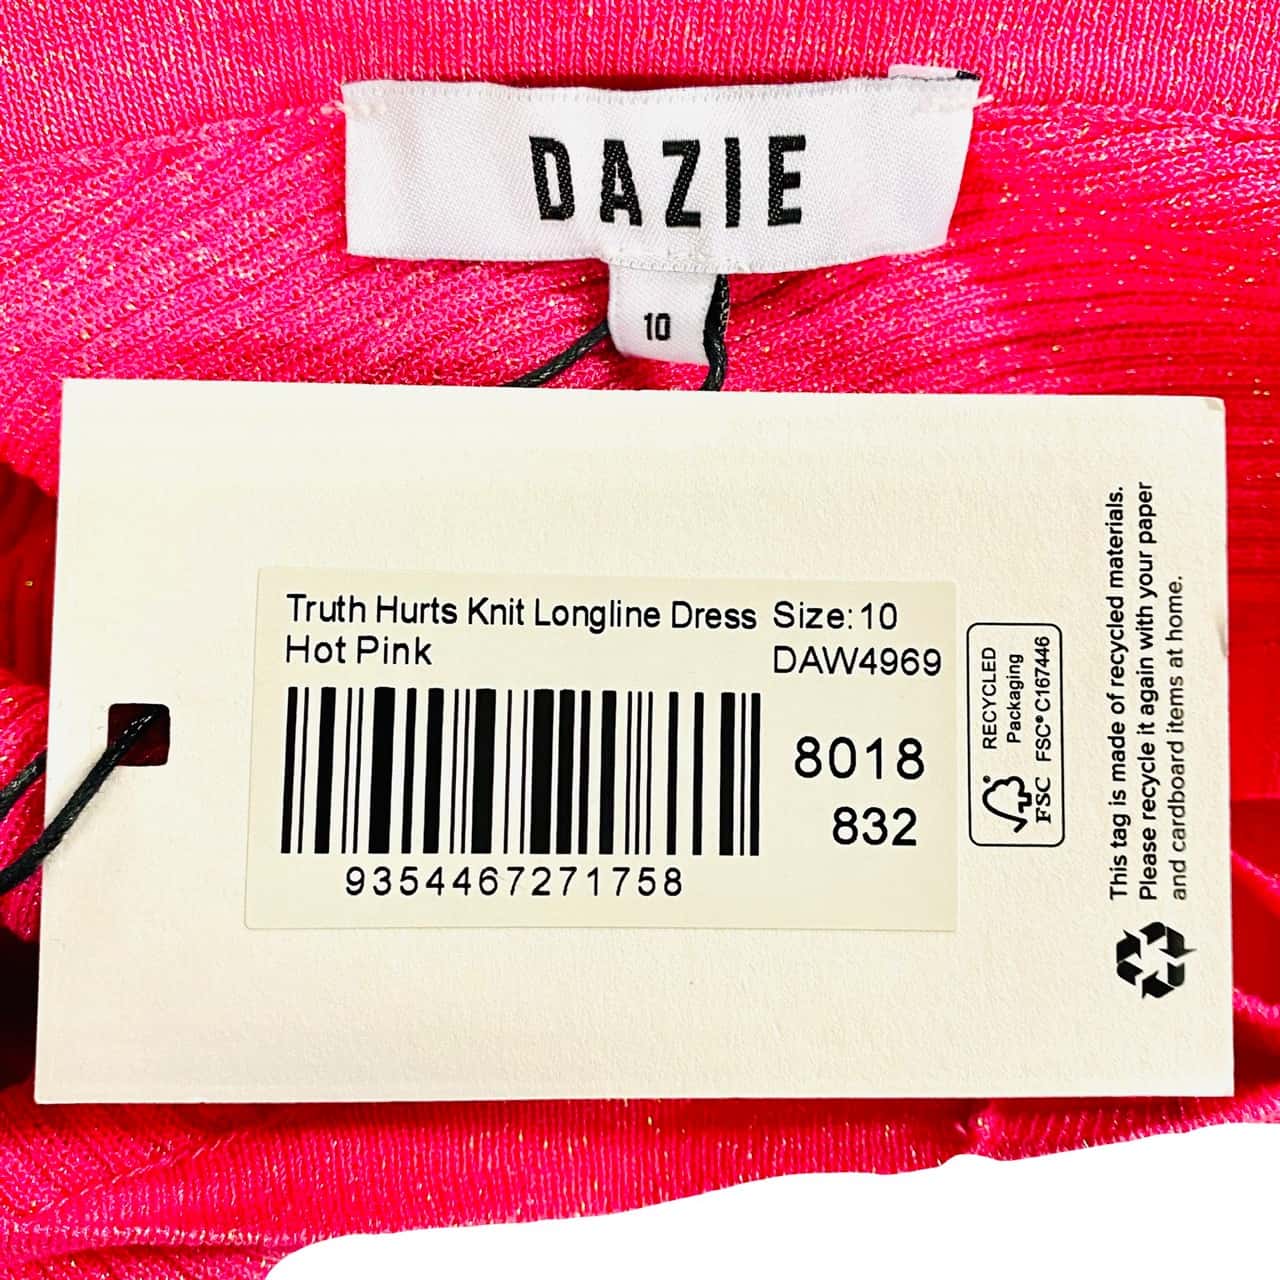 DAZIE
10
Truth Hurts Knit Longline Dress Size: 10
Hot Pink DAW4969
8018
832
9354467271758
RECYCLED
Packaging
FSC® C167446
FSC
This tag is made of recycled materials.
Please recycle it again with your paper
and cardboard items at home.